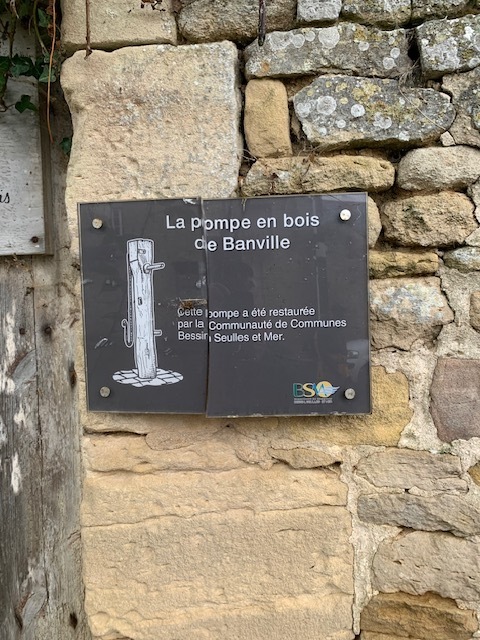 La pompe en bois
de Banville
Cette pompe a été restaurée
par la Communauté de Communes
Bessin Seulles et Mer.